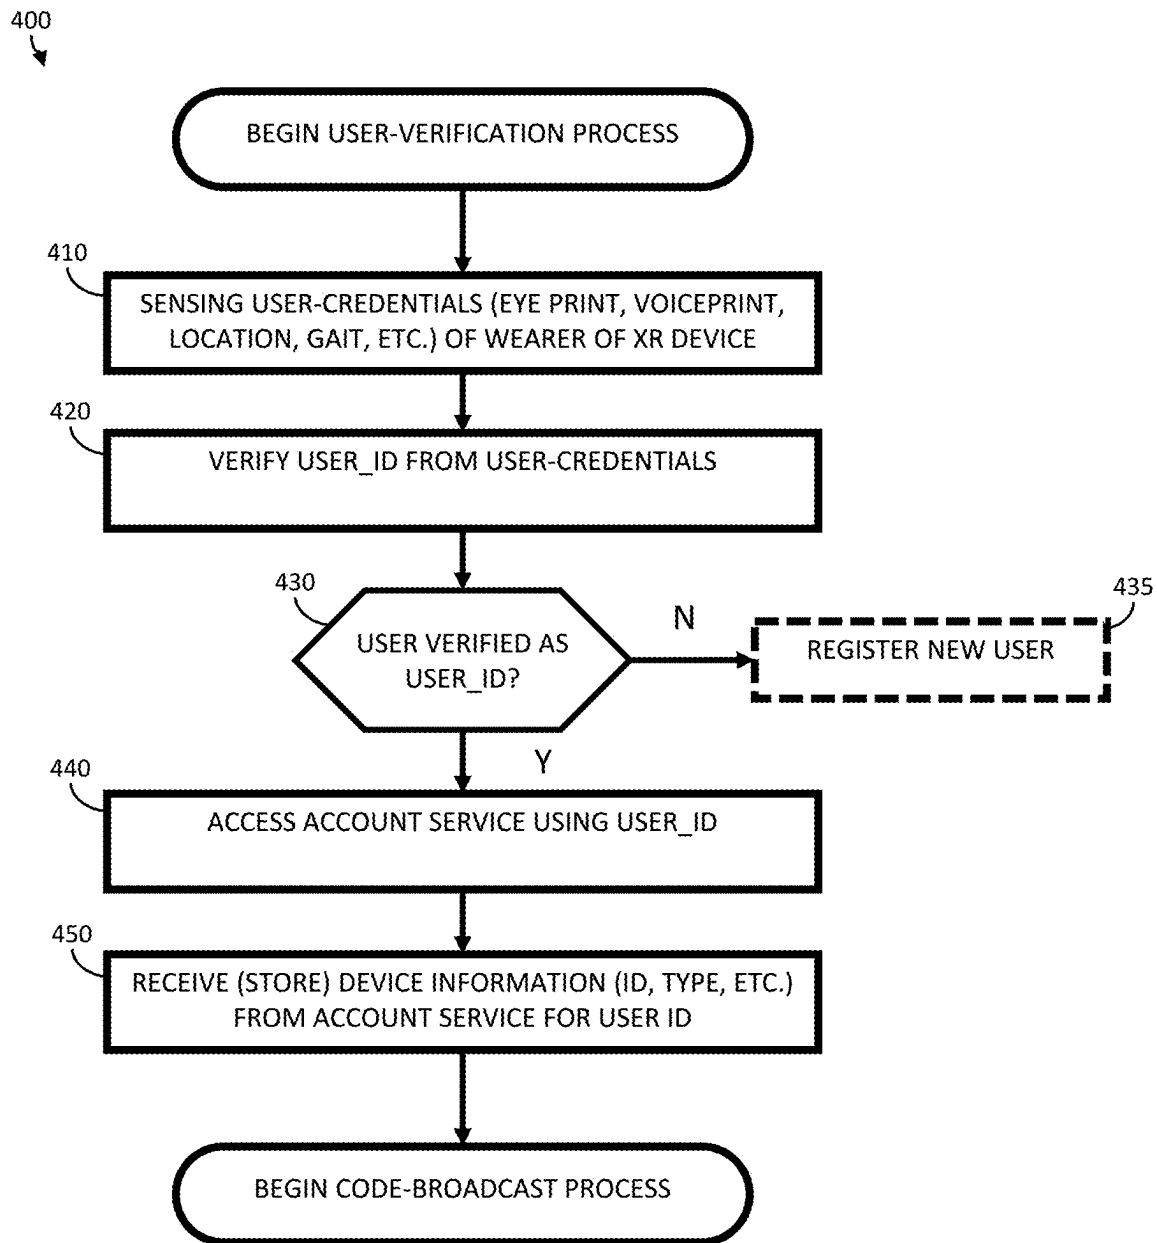 400
BEGIN USER-VERIFICATION PROCESS
410
SENSING USER-CREDENTIALS (EYE PRINT, VOICEPRINT,
LOCATION, GAIT, ETC.) OF WEARER OF XR DEVICE
420
VERIFY USER_ID FROM USER-CREDENTIALS
430
USER VERIFIED AS
USER_ID?
N
435
REGISTER NEW USER
Y
440
ACCESS ACCOUNT SERVICE USING USER_ID
450
RECEIVE (STORE) DEVICE INFORMATION (ID, TYPE, ETC.)
FROM ACCOUNT SERVICE FOR USER ID
BEGIN CODE-BROADCAST PROCESS